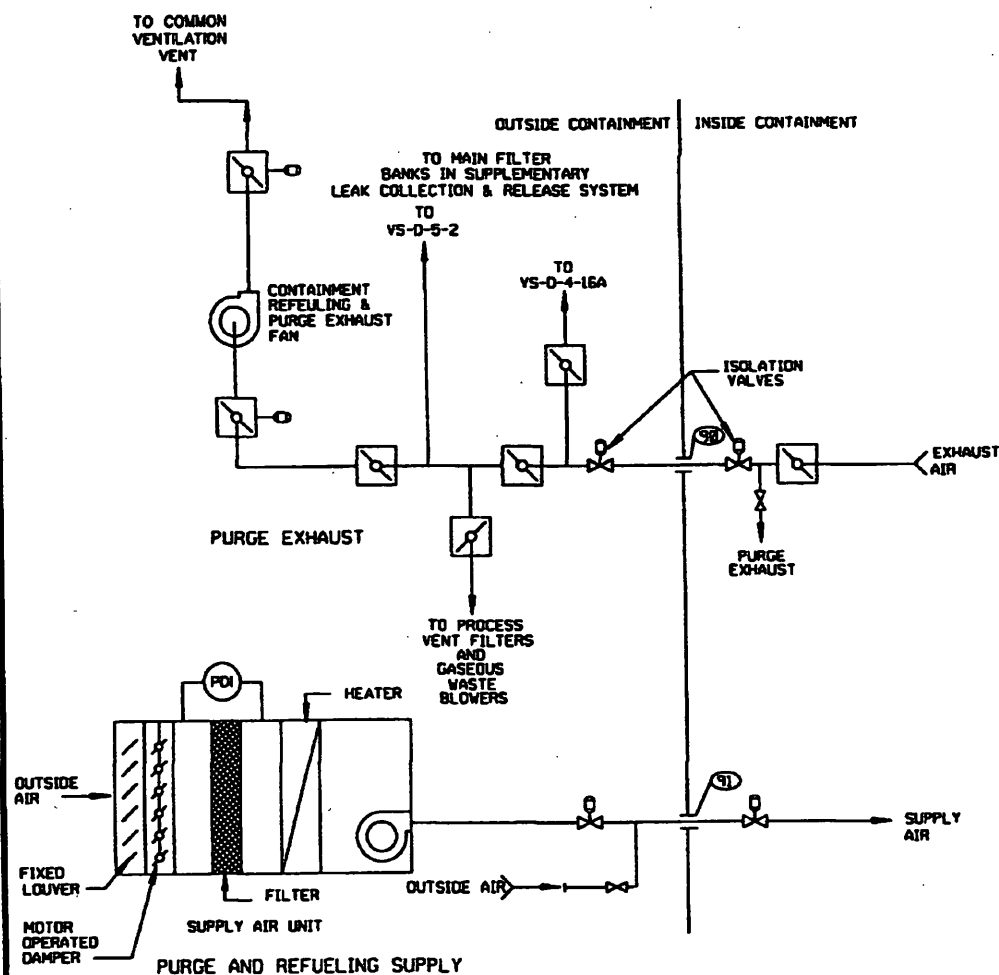 TO COMMON
VENTILATION
VENT
OUTSIDE CONTAINMENT
INSIDE CONTAINMENT
TO MAIN FILTER
BANKS IN SUPPLEMENTARY
LEAK COLLECTION & RELEASE SYSTEM
TO
VS-D-5-2
TO
VS-D-4-16A
CONTAINMENT
REFEULING &
PURGE EXHAUST
FAN
ISOLATION
VALVES
90
EXHAUST
AIR
PURGE EXHAUST
PURGE
EXHAUST
TO PROCESS
VENT FILTERS
AND
GASEOUS
WASTE
BLOWERS
PDI
HEATER
OUTSIDE
AIR
91
SUPPLY
AIR
FIXED
LOUVER
FILTER
OUTSIDE AIR
MOTOR
OPERATED
DAMPER
SUPPLY AIR UNIT
PURGE AND REFUELING SUPPLY